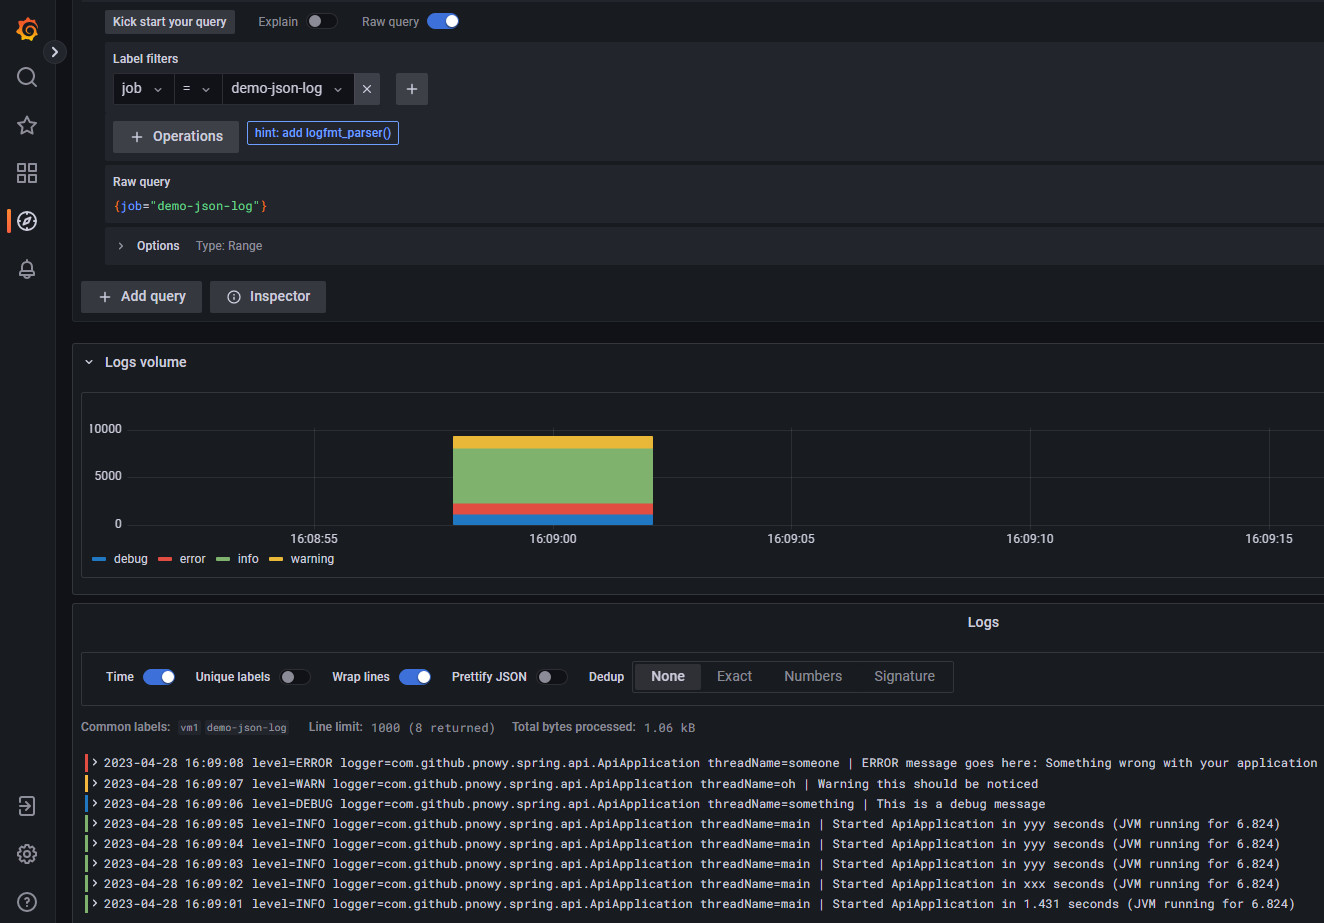 Kick start your query Explain Raw query
Label filters
job = demo-json-log × +
+ Operations hint: add logfmt_parser()
Raw query
{job="demo-json-log"}
Options Type: Range
+ Add query Inspector
Logs volume
10000
5000
0
16:08:55 16:09:00 16:09:05 16:09:10 16:09:15
debug error info warning
Logs
Time Unique labels Wrap lines Prettify JSON Dedup None Exact Numbers Signature
Common labels: vm1 demo-json-log Line limit: 1000 (8 returned) Total bytes processed: 1.06 kB
2023-04-28 16:09:08 level=ERROR logger=com.github.pnowy.spring.api.ApiApplication threadName=someone | ERROR message goes here: Something wrong with your application
2023-04-28 16:09:07 level=WARN logger=com.github.pnowy.spring.api.ApiApplication threadName=oh | Warning this should be noticed
2023-04-28 16:09:06 level=DEBUG logger=com.github.pnowy.spring.api.ApiApplication threadName=something | This is a debug message
2023-04-28 16:09:05 level=INFO logger=com.github.pnowy.spring.api.ApiApplication threadName=main | Started ApiApplication in yyy seconds (JVM running for 6.824)
2023-04-28 16:09:04 level=INFO logger=com.github.pnowy.spring.api.ApiApplication threadName=main | Started ApiApplication in yyy seconds (JVM running for 6.824)
2023-04-28 16:09:03 level=INFO logger=com.github.pnowy.spring.api.ApiApplication threadName=main | Started ApiApplication in yyy seconds (JVM running for 6.824)
2023-04-28 16:09:02 level=INFO logger=com.github.pnowy.spring.api.ApiApplication threadName=main | Started ApiApplication in xxx seconds (JVM running for 6.824)
2023-04-28 16:09:01 level=INFO logger=com.github.pnowy.spring.api.ApiApplication threadName=main | Started ApiApplication in 1.431 seconds (JVM running for 6.824)